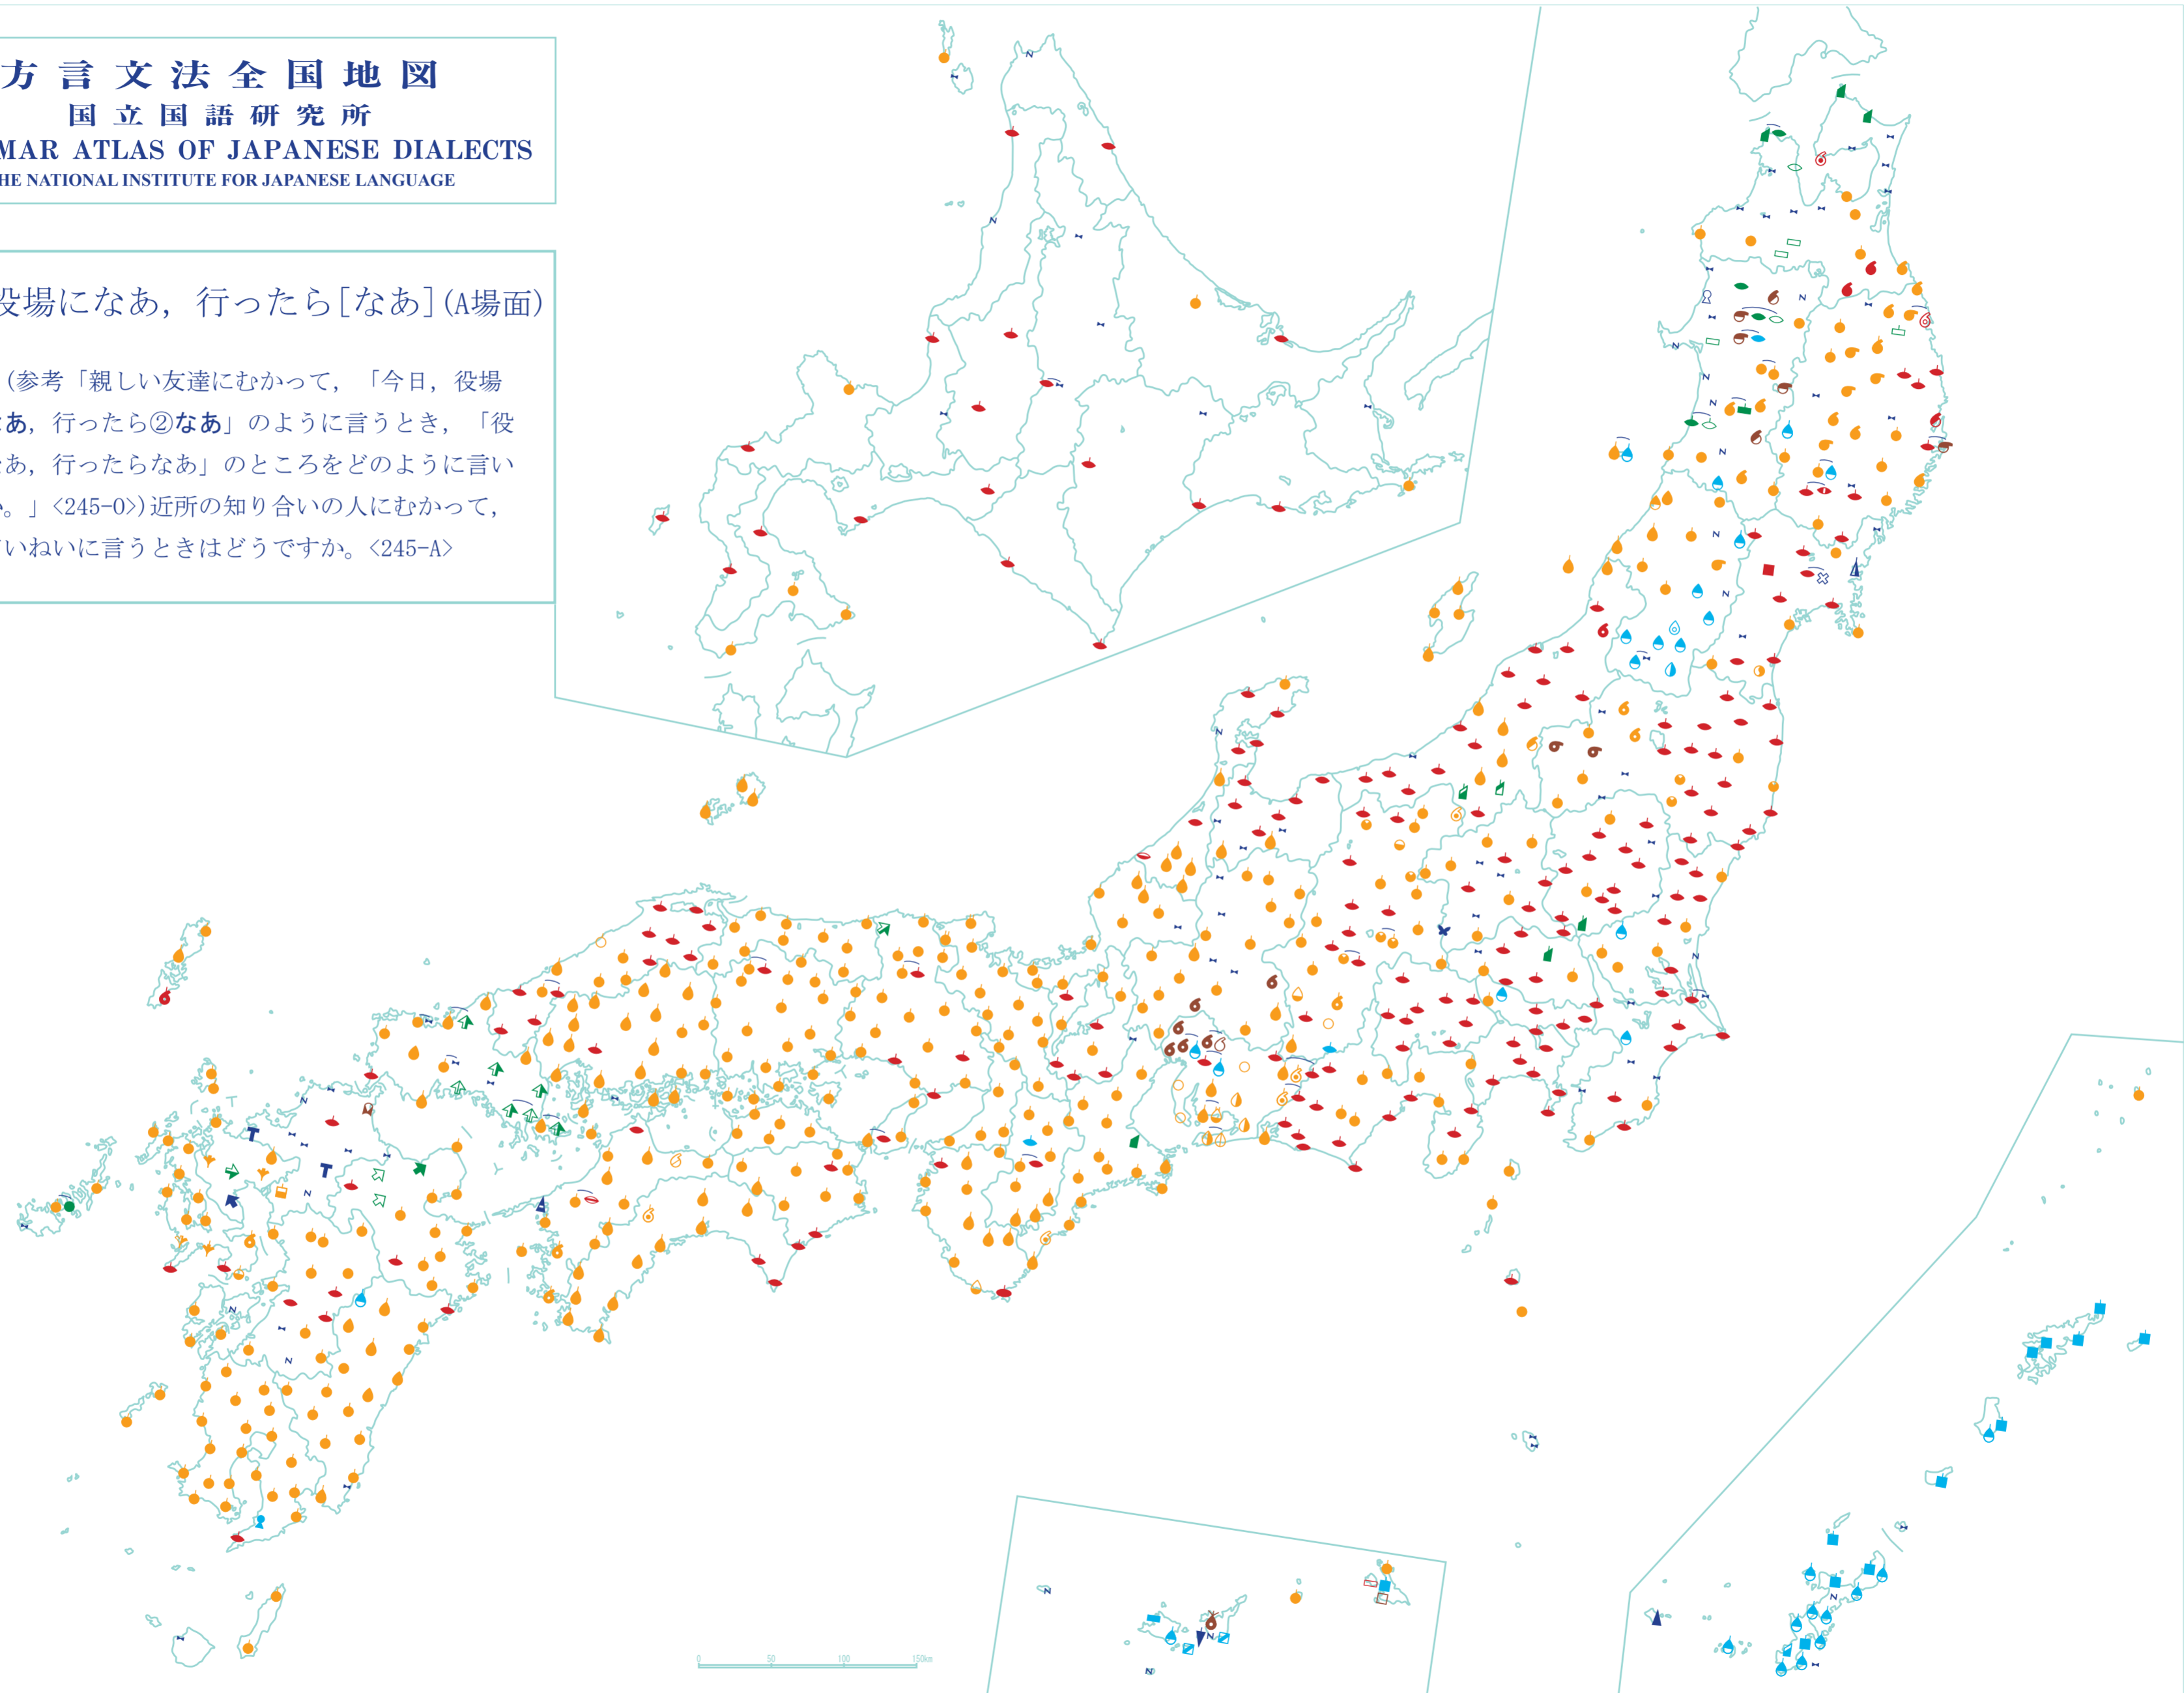 方言文法全国地図
国立国語研究所
MAR ATLAS OF JAPANESE DIALECTS
HE NATIONAL INSTITUTE FOR JAPANESE LANGUAGE
役場になあ，行ったら［なあ］(A場面)
(参考「親しい友達にむかって，「今日，役場
あ，行ったら②なあ」のように言うとき，「役
あ，行ったらなあ」のところをどのように言い
。」<245-0>)近所の知り合いの人にむかって，
いねいに言うときはどうですか。<245-A>
0 50 100 150km